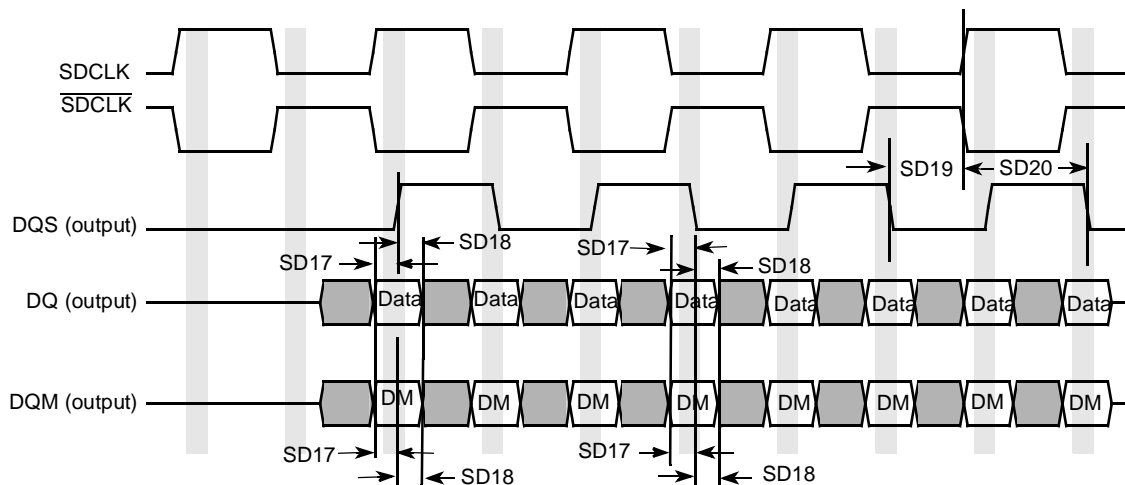 SDCLK
SDCLK
SD19 SD20
DQS (output)
SD17 SD18 SD17 SD18
DQ (output) Data Data Data Data Data Data Data Data
DQM (output) DM DM DM DM DM DM DM DM
SD17 SD18 SD17 SD18